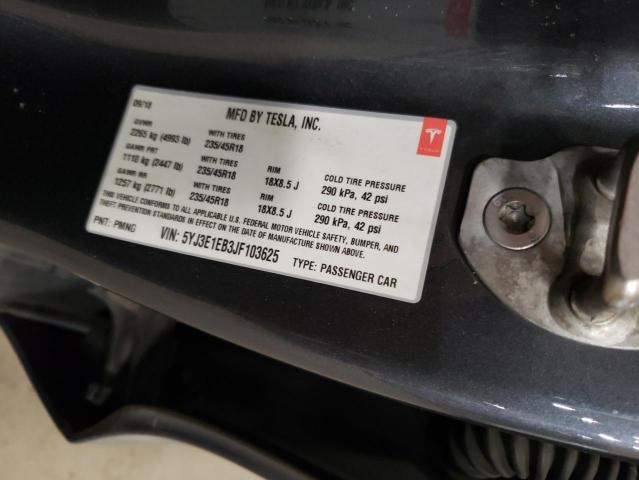 09/18 MFD BY TESLA, INC.
GVWR
2265 kg (4993 lb) WITH TIRES
GAWR FRT 235/45R18 RIM COLD TIRE PRESSURE
1110 kg (2447 lb) WITH TIRES 18X8.5 J 290 kPa, 42 psi
GAWR RR 235/45R18 RIM COLD TIRE PRESSURE
1257 kg (2771 lb) WITH TIRES 235/45R18 18X8.5 J 290 kPa, 42 psi
THIS VEHICLE CONFORMS TO ALL APPLICABLE U.S. FEDERAL MOTOR VEHICLE SAFETY, BUMPER, AND
THEFT PREVENTION STANDARDS IN EFFECT ON THE DATE OF MANUFACTURE SHOWN ABOVE.
PNT: PMNG VIN: 5YJ3E1EB3JF103625 TYPE: PASSENGER CAR
TESLA